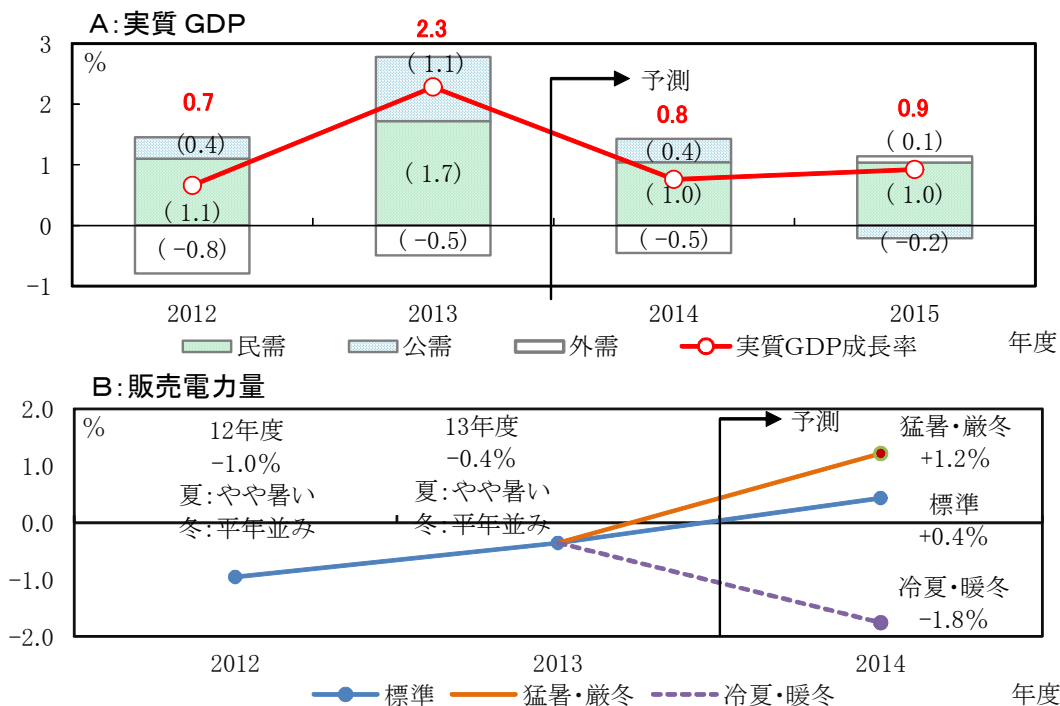 A:実質 GDP
3
2
1
0
−1
%
0.7
2.3
0.8
0.9
予測
(0.4)
( 1.1)
( −0.8)
( 1.1)
( 1.7)
( −0.5)
( 0.4)
( 1.0)
( −0.5)
( 0.1)
( 1.0)
( −0.2)
2012 2013 2014 2015
年度
民需 公需 外需 実質GDP成長率
B:販売電力量
2.0
1.0
0.0
−1.0
−2.0
%
12年度
−1.0%
夏:やや暑い
冬:平年並み
13年度
−0.4%
夏:やや暑い
冬:平年並み
予測
猛暑・厳冬
+1.2%
標準
+0.4%
冷夏・暖冬
−1.8%
2012 2013 2014
標準 猛暑・厳冬 冷夏・暖冬
年度